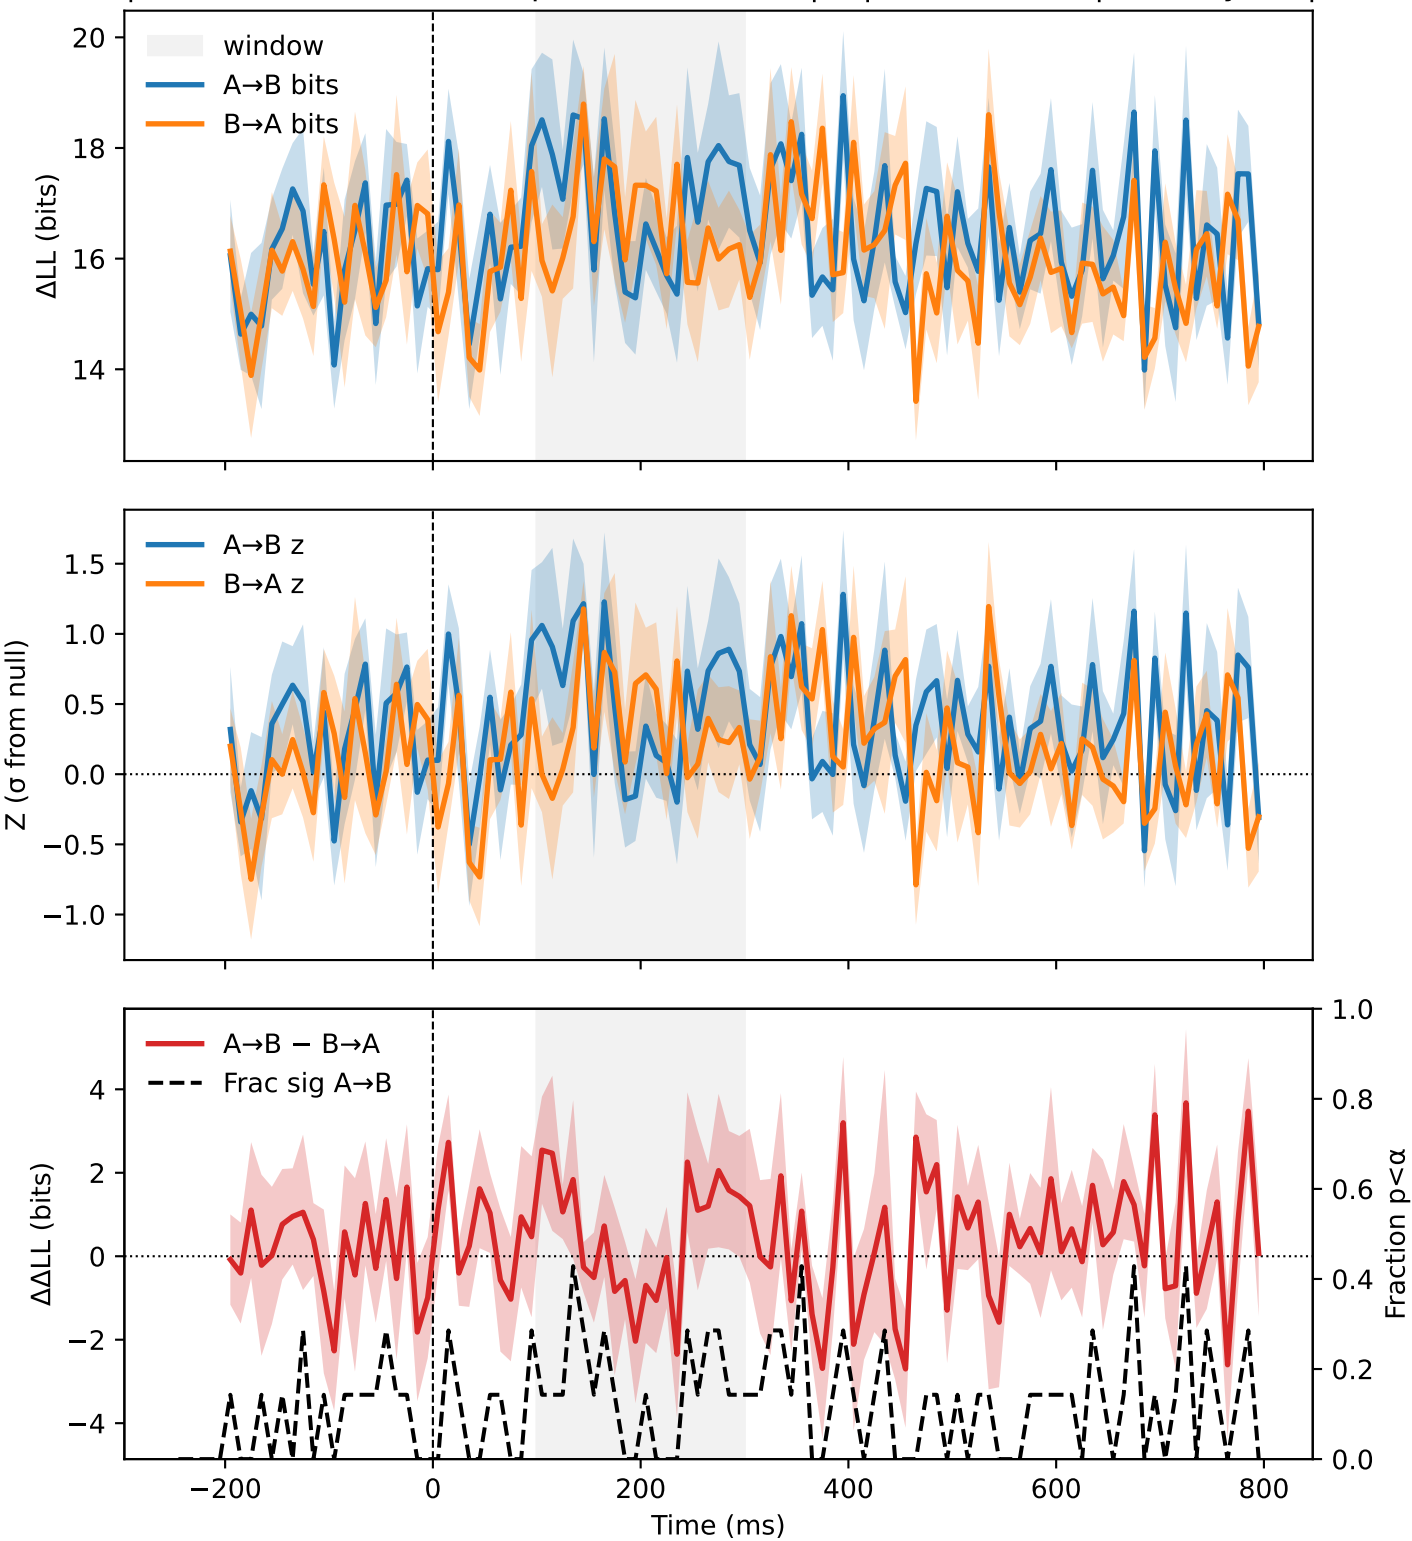 20
18
16
14
ΔLL (bits)
window
A→B bits
B→A bits
1.5
1.0
0.5
0.0
−0.5
−1.0
Z (σ from null)
A→B z
B→A z
4
2
0
−2
−4
ΔΔLL (bits)
A→B − B→A
Frac sig A→B
1.0
0.8
0.6
0.4
0.2
0.0
Fraction p<α
−200 0 200 400 600 800
Time (ms)